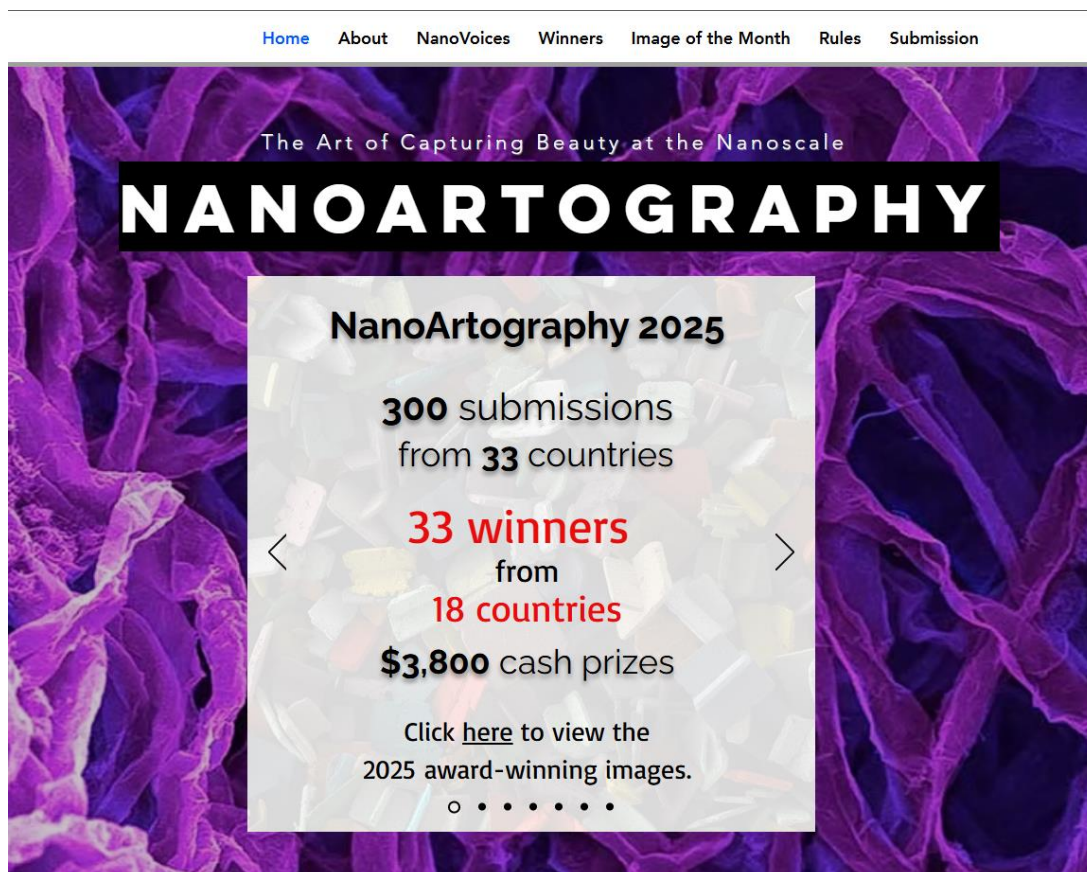 Home About NanoVoices Winners Image of the Month Rules Submission
The Art of Capturing Beauty at the Nanoscale
NANOARTOGRAPHY
NanoArtography 2025
300 submissions
from 33 countries
33 winners
from
18 countries
$3,800 cash prizes
Click here to view the
2025 award-winning images.